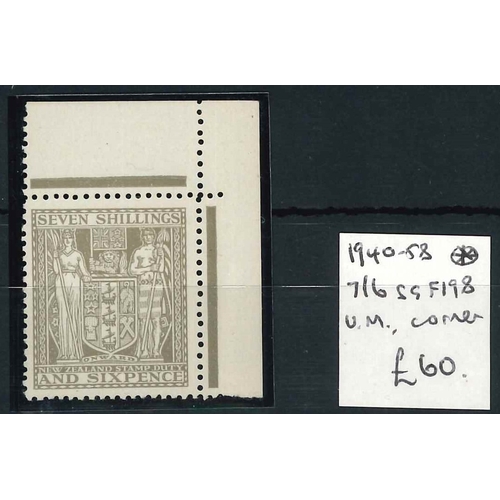 SEVEN SHILLINGS
ONWARD
NEW ZEALAND STAMP DUTY
AND SIXPENCE
1940-58
7/6 SG F198
U.M., corner
£60.